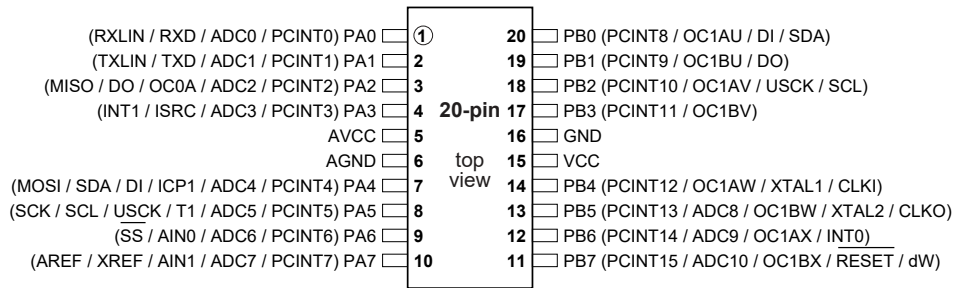 (RXLIN / RXD / ADC0 / PCINT0) PA0 1 20 PB0 (PCINT8 / OC1AU / DI / SDA)
(TXLIN / TXD / ADC1 / PCINT1) PA1 2 19 PB1 (PCINT9 / OC1BU / DO)
(MISO / DO / OC0A / ADC2 / PCINT2) PA2 3 18 PB2 (PCINT10 / OC1AV / USCK / SCL)
(INT1 / ISRC / ADC3 / PCINT3) PA3 4 20-pin 17 PB3 (PCINT11 / OC1BV)
AVCC 5 16 GND
AGND 6 top view 15 VCC
(MOSI / SDA / DI / ICP1 / ADC4 / PCINT4) PA4 7 14 PB4 (PCINT12 / OC1AW / XTAL1 / CLKI)
(SCK / SCL / USCK / T1 / ADC5 / PCINT5) PA5 8 13 PB5 (PCINT13 / ADC8 / OC1BW / XTAL2 / CLKO)
(SS / AIN0 / ADC6 / PCINT6) PA6 9 12 PB6 (PCINT14 / ADC9 / OC1AX / INT0)
(AREF / XREF / AIN1 / ADC7 / PCINT7) PA7 10 11 PB7 (PCINT15 / ADC10 / OC1BX / RESET / dW)